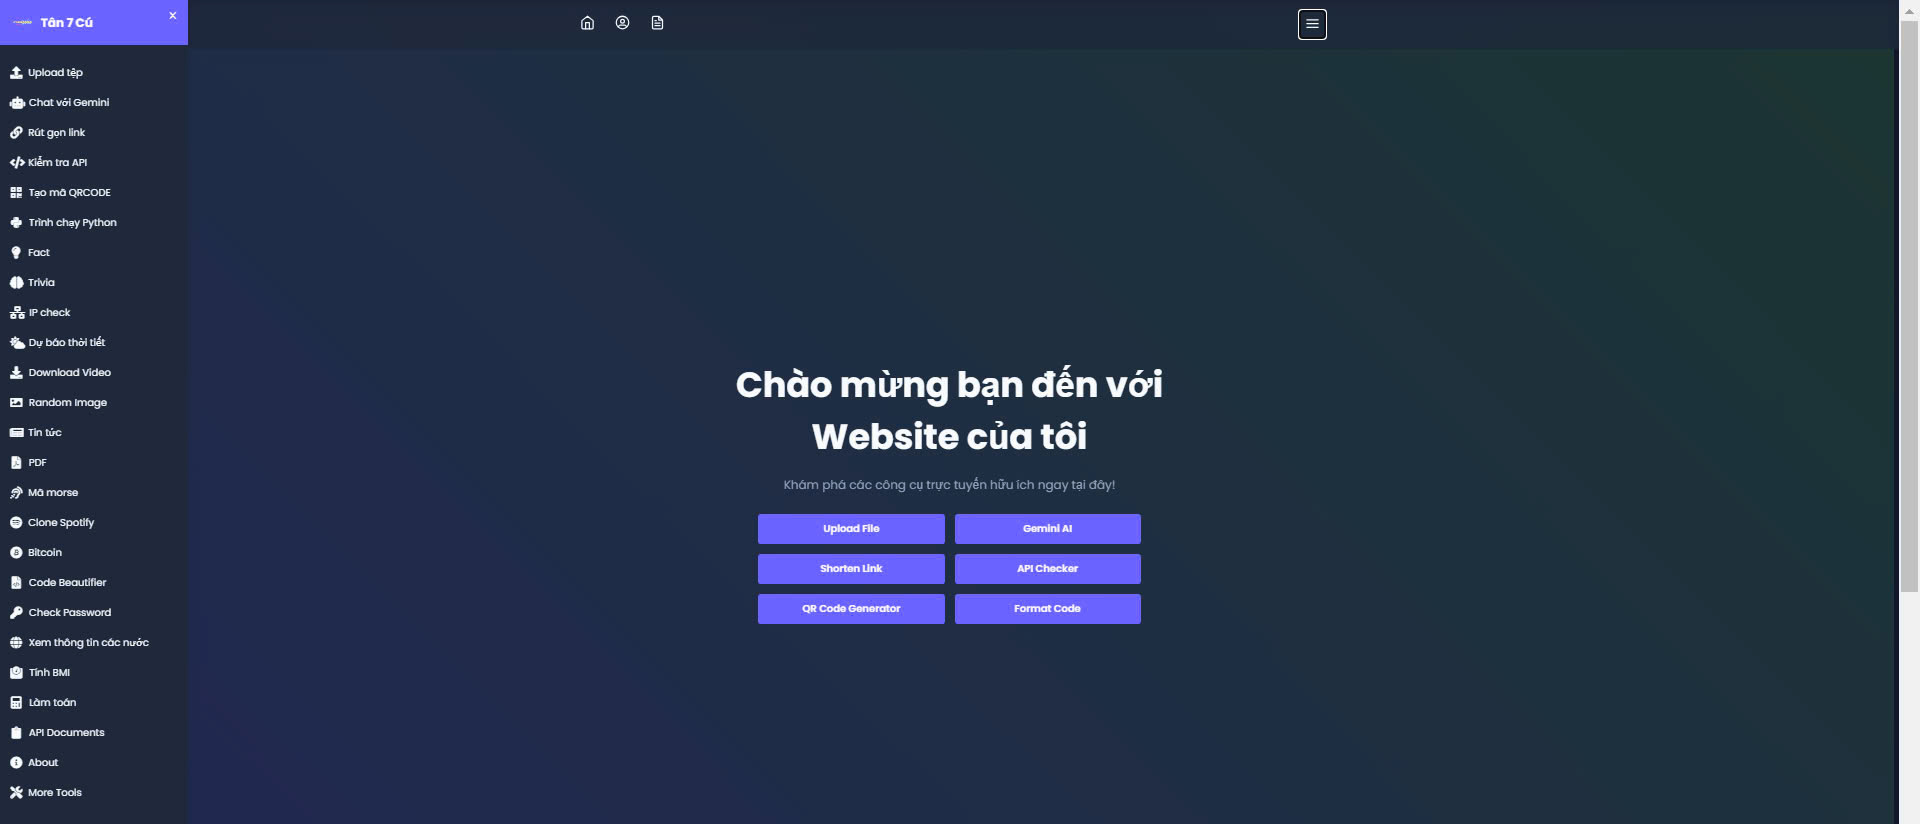 Tân 7 Cú
Upload tệp
Chat với Gemini
Rút gọn link
Kiểm tra API
Tạo mã QRCODE
Trình chạy Python
Fact
Trivia
IP check
Dự báo thời tiết
Download Video
Random Image
Tin tức
PDF
Mã morse
Clone Spotify
Bitcoin
Code Beautifier
Check Password
Xem thông tin các nước
Tính BMI
Làm toán
API Documents
About
More Tools
Chào mừng bạn đến với
Website của tôi
Khám phá các công cụ trực tuyến hữu ích ngay tại đây!
Upload File
Gemini AI
Shorten Link
API Checker
QR Code Generator
Format Code